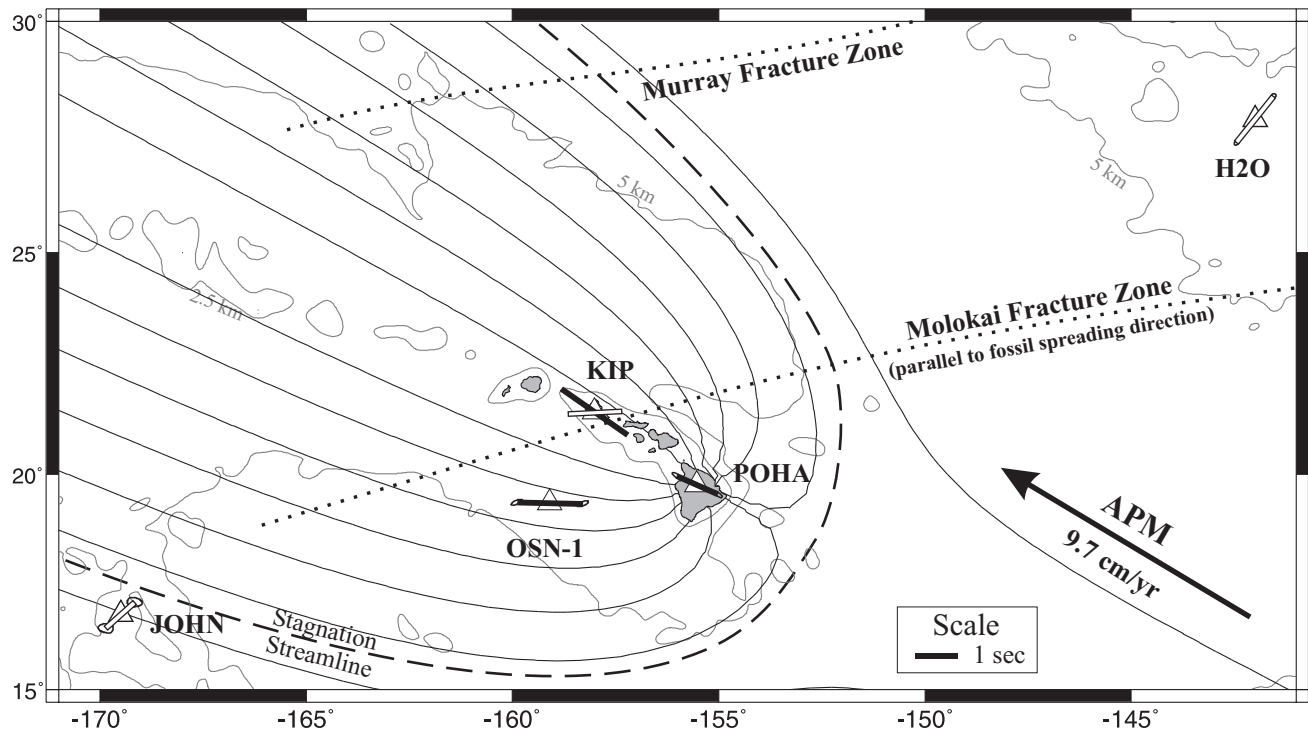 30˚
Murray Fracture Zone
5 km
H2O
5 km
25˚
2.5 km
Molokai Fracture Zone
(parallel to fossil spreading direction)
KIP
20˚
POHA
OSN-1
APM
9.7 cm/yr
JOHN
Stagnation
Streamline
Scale
1 sec
15˚
-170˚
-165˚
-160˚
-155˚
-150˚
-145˚